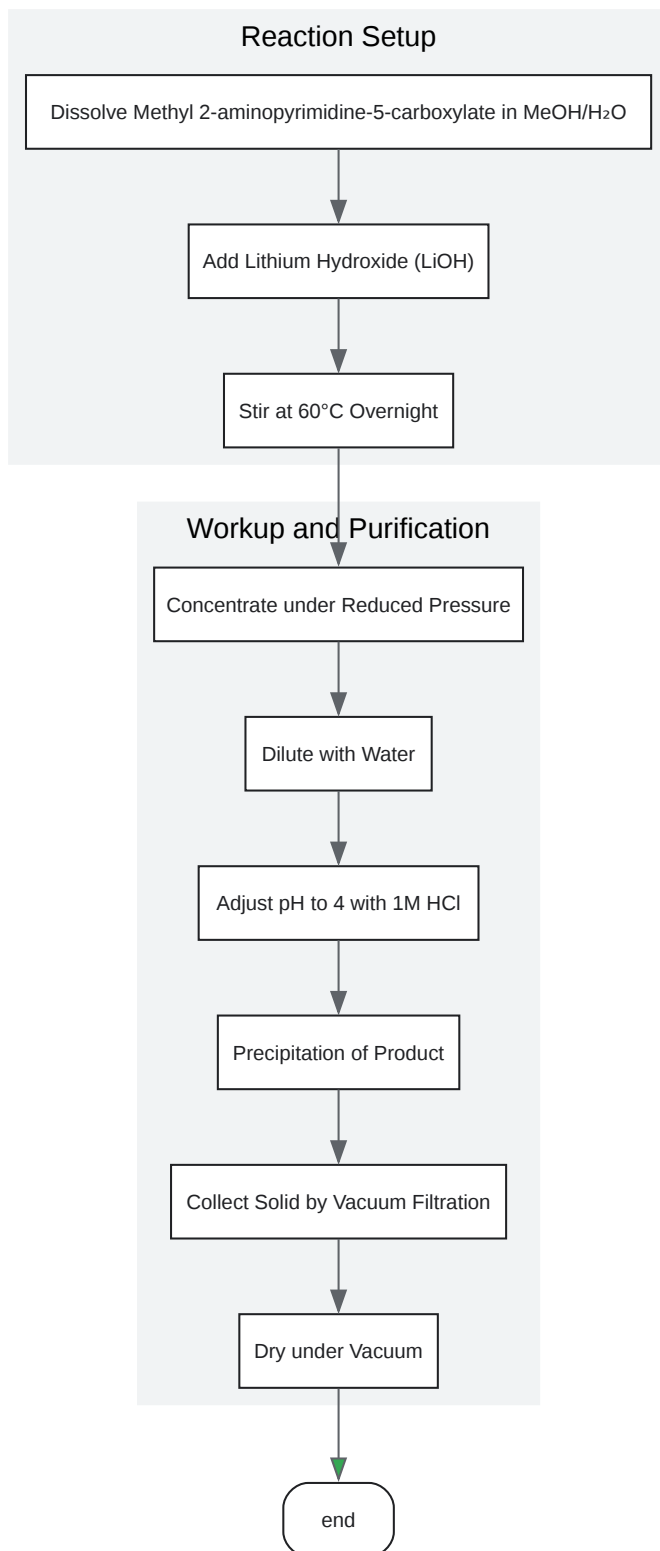 Reaction Setup
Dissolve Methyl 2-aminopyrimidine-5-carboxylate in MeOH/H₂O
Add Lithium Hydroxide (LiOH)
Stir at 60°C Overnight
Workup and Purification
Concentrate under Reduced Pressure
Dilute with Water
Adjust pH to 4 with 1M HCl
Precipitation of Product
Collect Solid by Vacuum Filtration
Dry under Vacuum
end